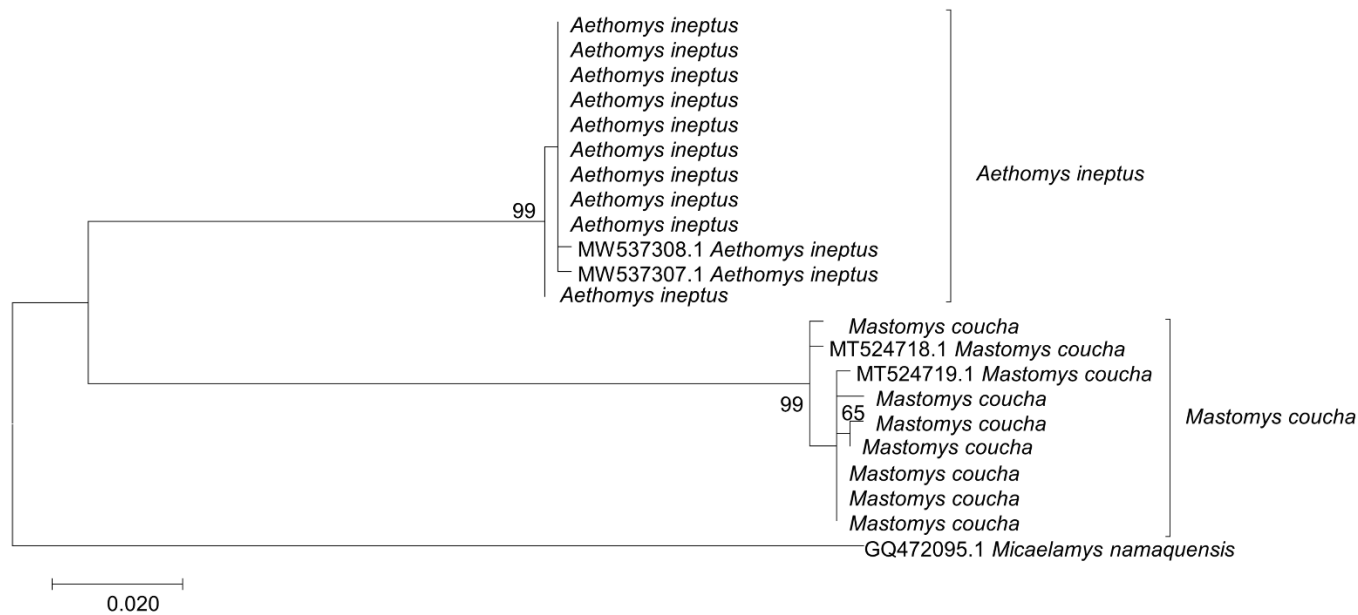 Aethomys ineptus
Aethomys ineptus
Aethomys ineptus
Aethomys ineptus
Aethomys ineptus
Aethomys ineptus
Aethomys ineptus
Aethomys ineptus
Aethomys ineptus
MW537308.1 Aethomys ineptus
MW537307.1 Aethomys ineptus
Aethomys ineptus
99
Aethomys ineptus
Mastomys coucha
MT524718.1 Mastomys coucha
MT524719.1 Mastomys coucha
Mastomys coucha
Mastomys coucha
Mastomys coucha
Mastomys coucha
Mastomys coucha
Mastomys coucha
99
65
Mastomys coucha
GQ472095.1 Micaelamys namaquensis
0.020